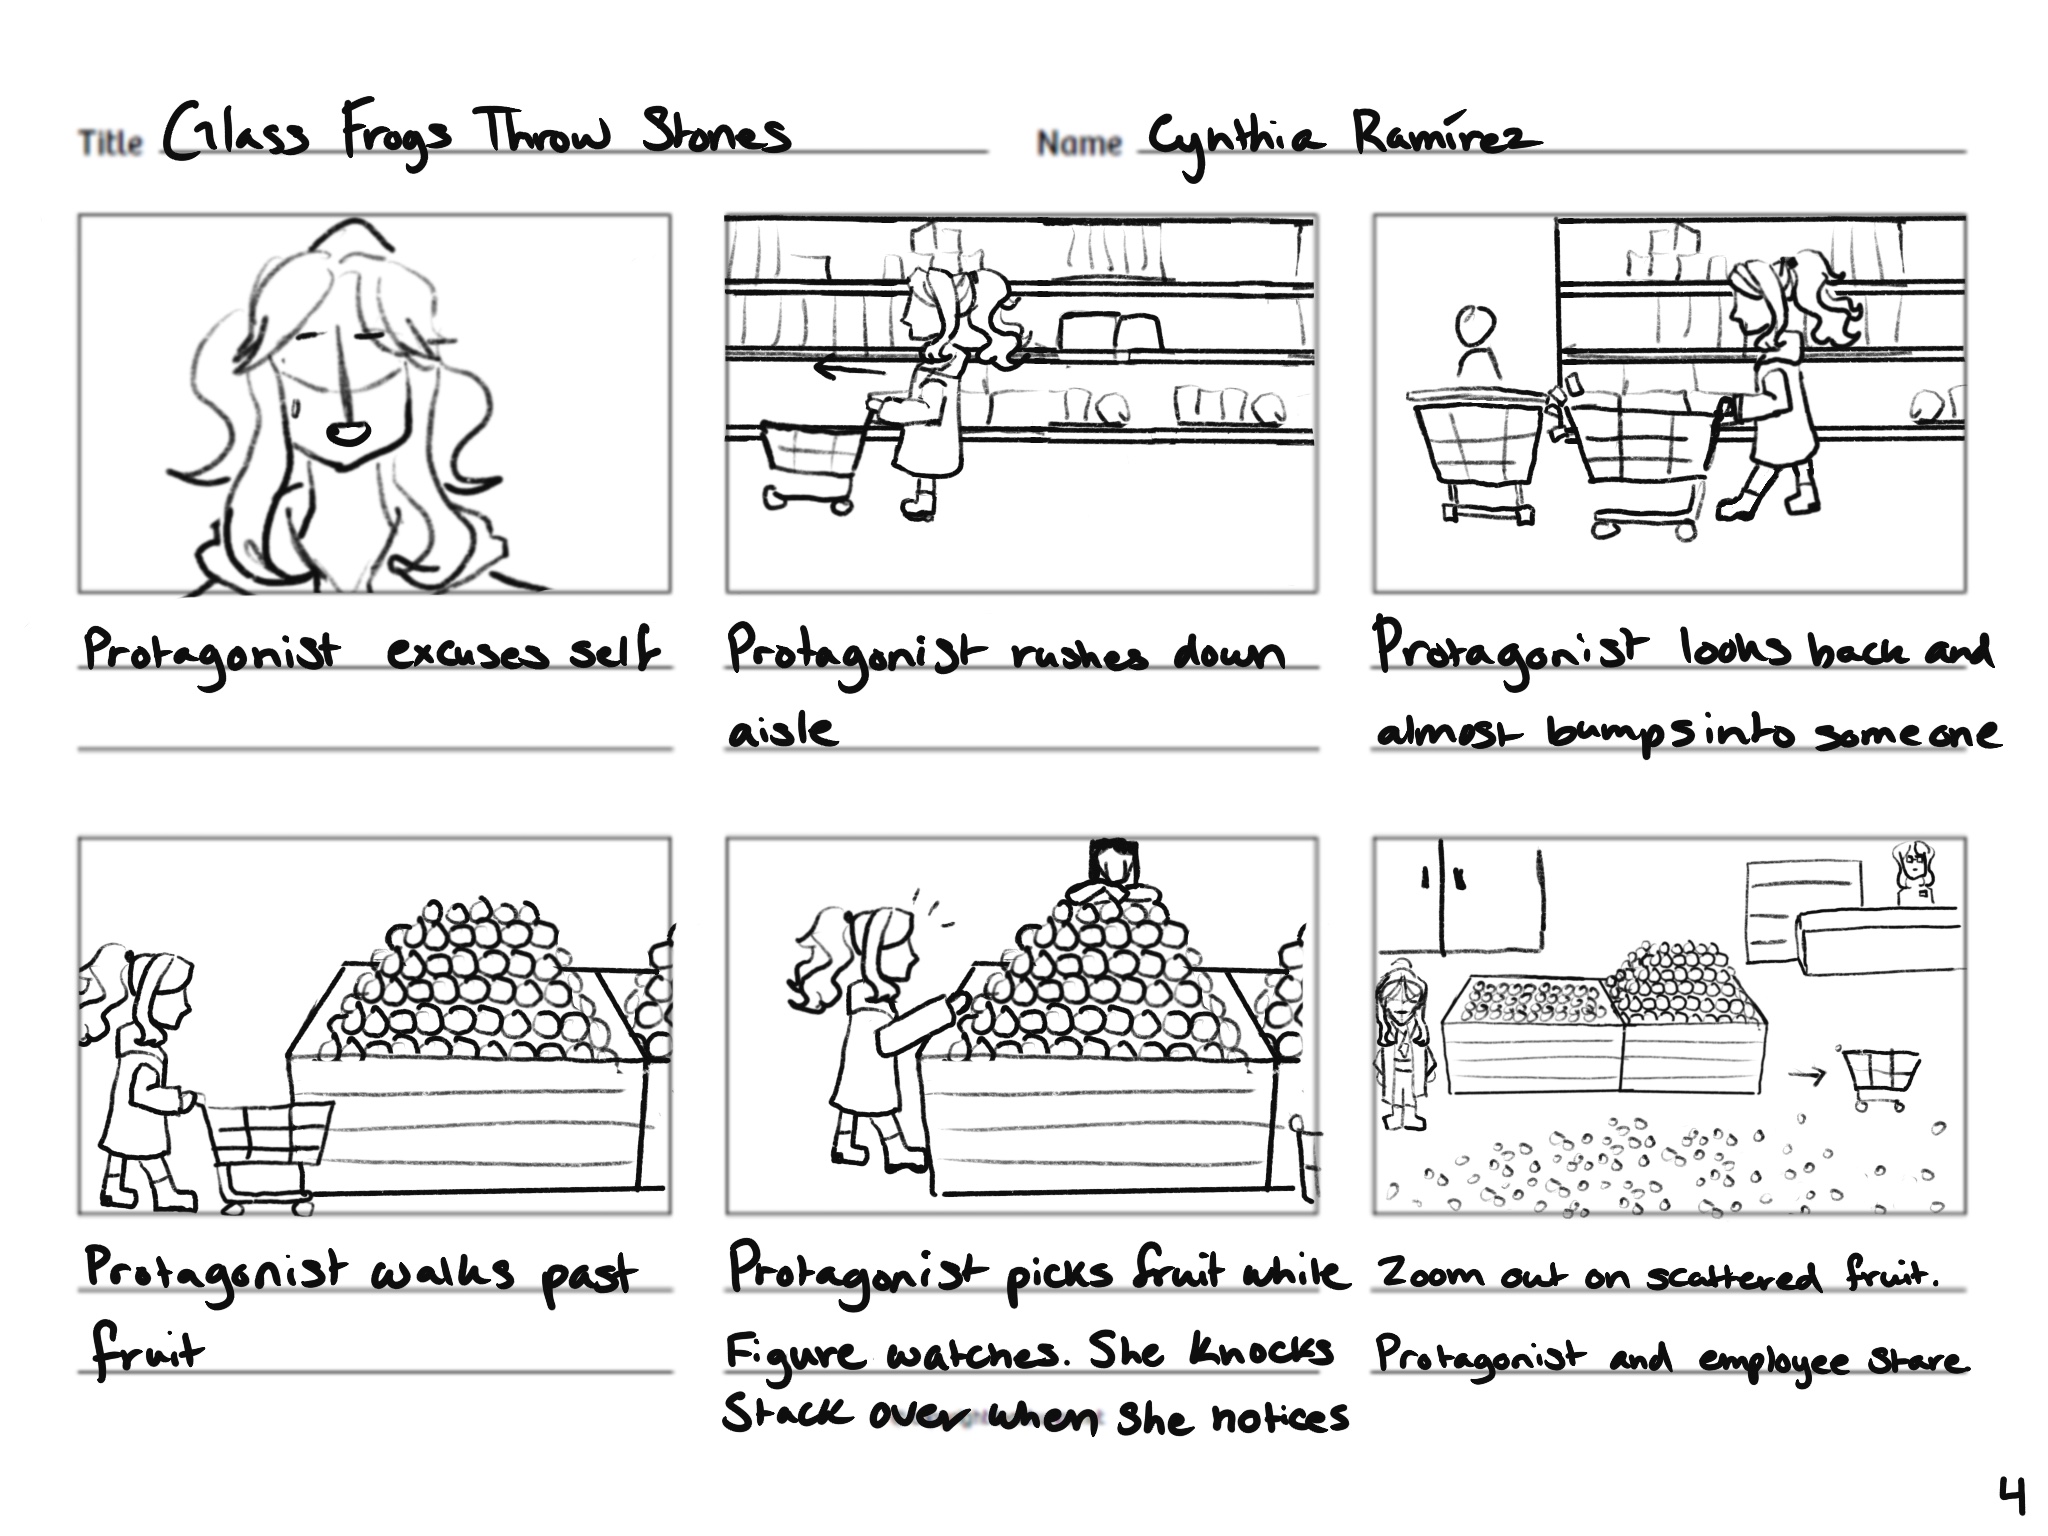 Title Glass Frogs Throw Stones
Name Cynthia Ramírez
Protagonist excuses self
Protagonist rushes down
aisle
Protagonist looks back and
almost bumps into someone
Protagonist walks past
fruit
Protagonist picks fruit while
Figure watches. She knocks
Stack over when she notices
Zoom out on scattered fruit.
Protagonist and employee stare
4